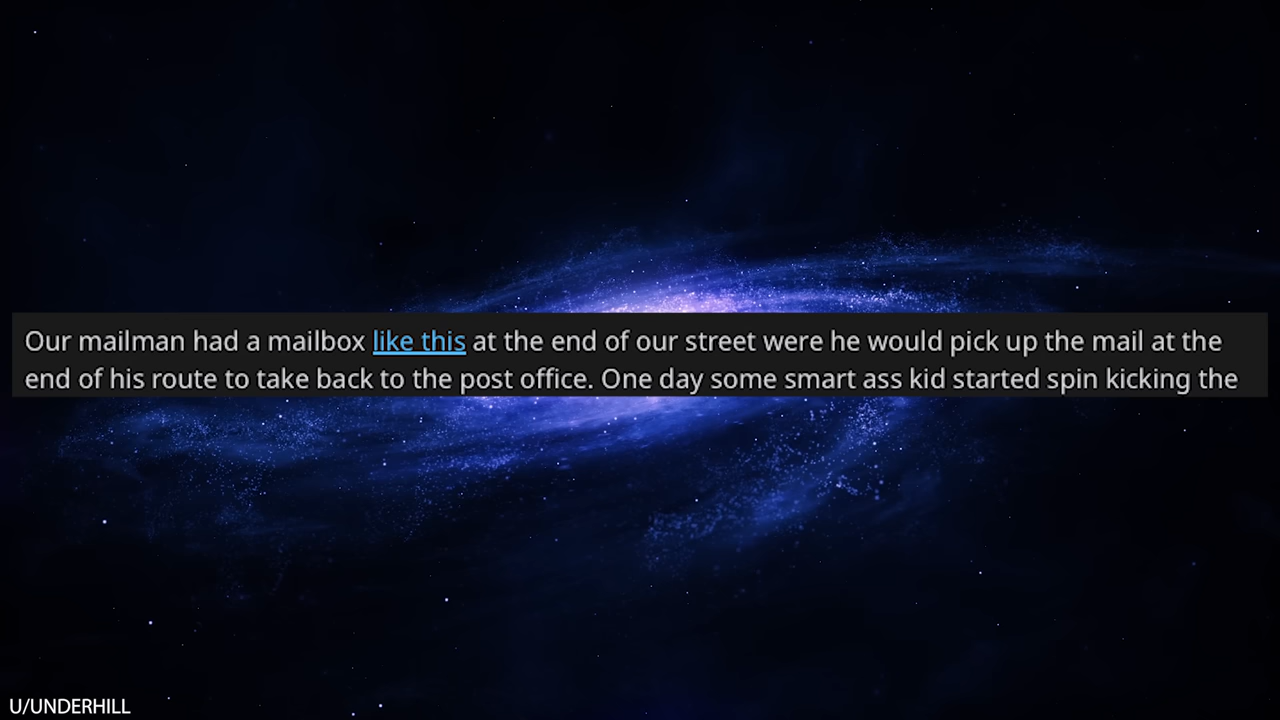 Our mailman had a mailbox like this at the end of our street were he would pick up the mail at the
end of his route to take back to the post office. One day some smart ass kid started spin kicking the
U/UNDERHILL